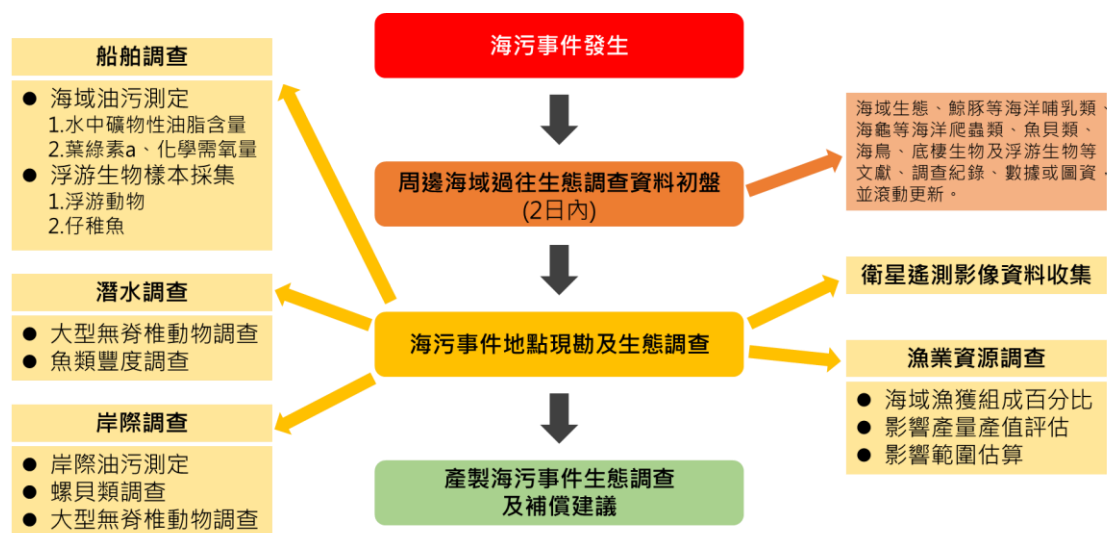 海污事件發生
周邊海域過往生態調查資料初盤
(2日內)
海域生態、鯨豚等海洋哺乳類、
海龜等海洋爬蟲類、魚貝類、
海鳥、底棲生物及浮游生物等
文獻、調查紀錄、數據或圖資，
並滾動更新。
海污事件地點現勘及生態調查
船舶調查
● 海域油污測定
1.水中礦物性油脂含量
2.葉綠素a、化學需氧量
● 浮游生物樣本採集
1.浮游動物
2.仔稚魚
潛水調查
● 大型無脊椎動物調查
● 魚類豐度調查
岸際調查
● 岸際油污測定
● 螺貝類調查
● 大型無脊椎動物調查
衛星遙測影像資料收集
漁業資源調查
● 海域漁獲組成百分比
● 影響產量產值評估
● 影響範圍估算
產製海污事件生態調查
及補償建議